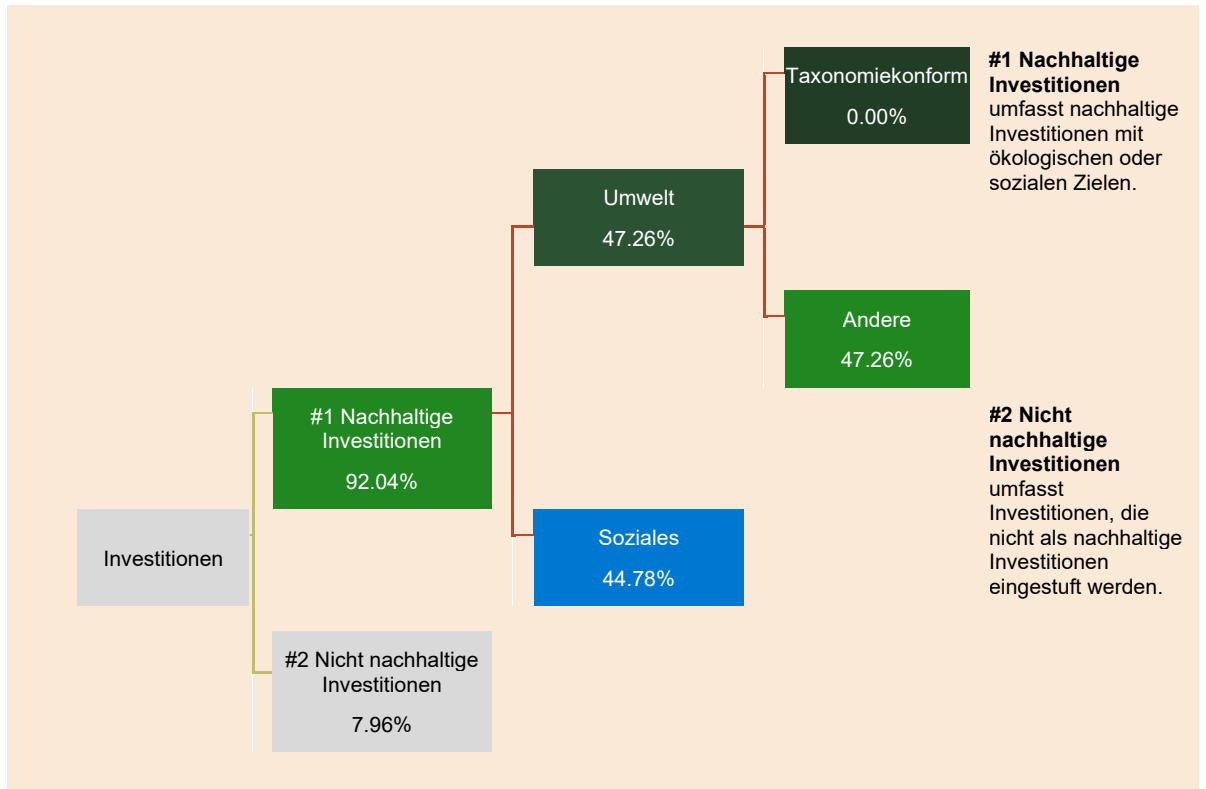 Taxonomiekonform
0.00%
#1 Nachhaltige
Investitionen
umfasst nachhaltige
Investitionen mit
ökologischen oder
sozialen Zielen.
Umwelt
47.26%
Andere
47.26%
#1 Nachhaltige
Investitionen
92.04%
#2 Nicht
nachhaltige
Investitionen
umfasst
Investitionen, die
nicht als nachhaltige
Investitionen
eingestuft werden.
Investitionen
Soziales
44.78%
#2 Nicht nachhaltige
Investitionen
7.96%